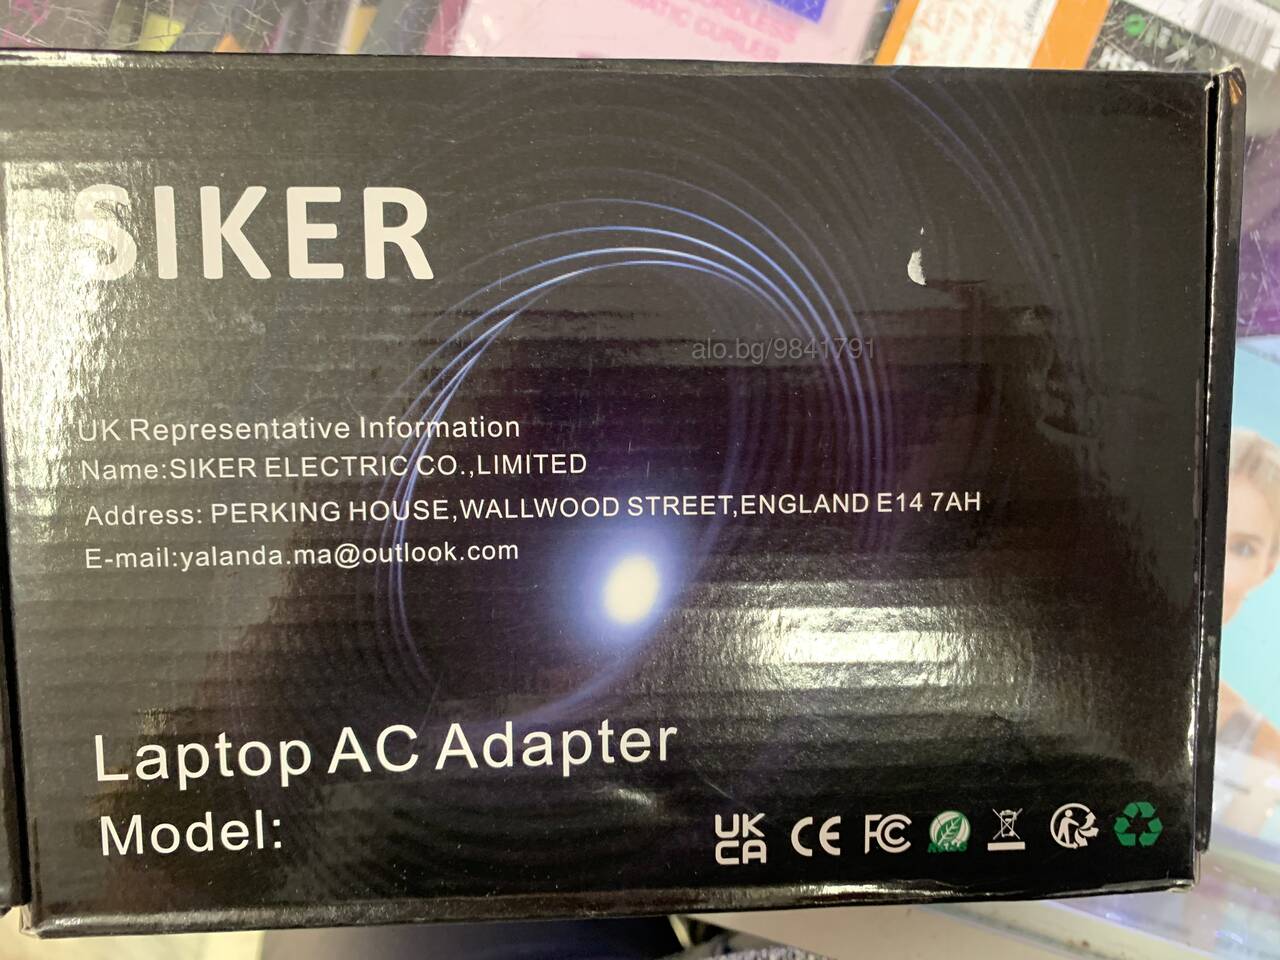 SIKER
alo.bg/9841791
UK Representative Information
Name:SIKER ELECTRIC CO.,LIMITED
Address: PERKING HOUSE,WALLWOOD STREET,ENGLAND E14 7AH
E-mail:yalanda.ma@outlook.com
Laptop AC Adapter
Model:
UK
CA
CE
FC